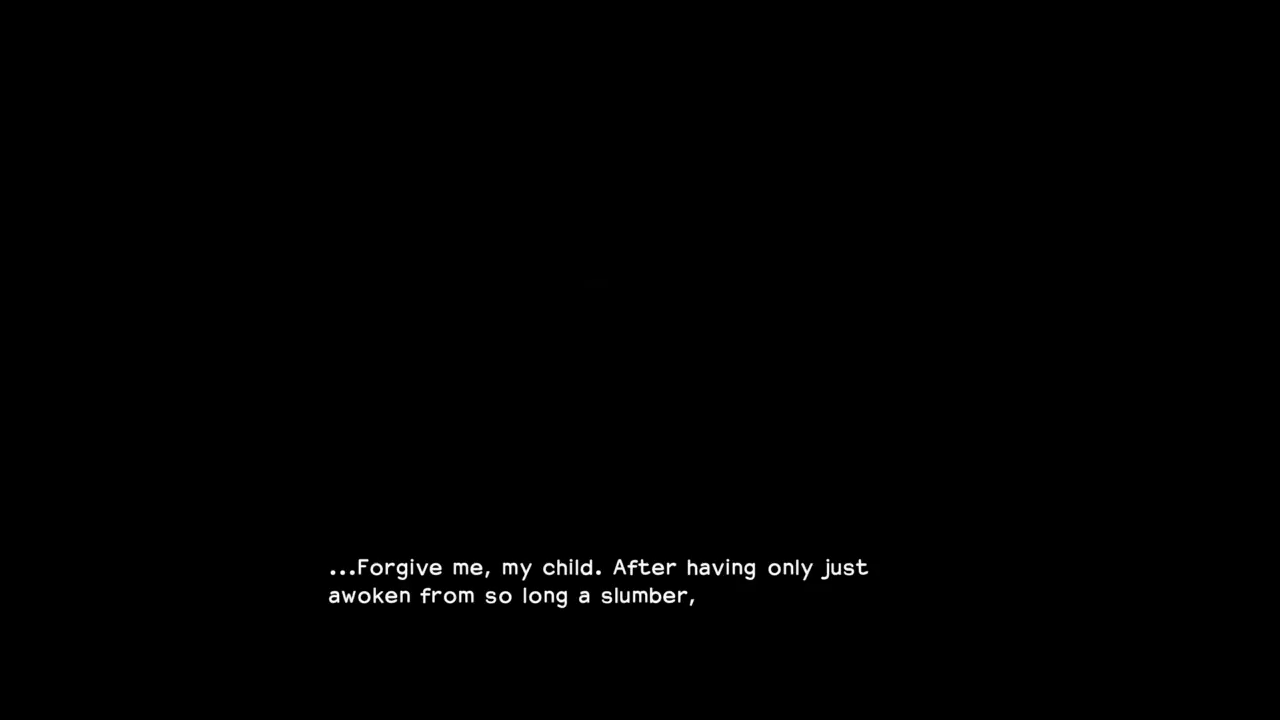 ...Forgive me, my child. After having only just
awoken from so long a slumber,